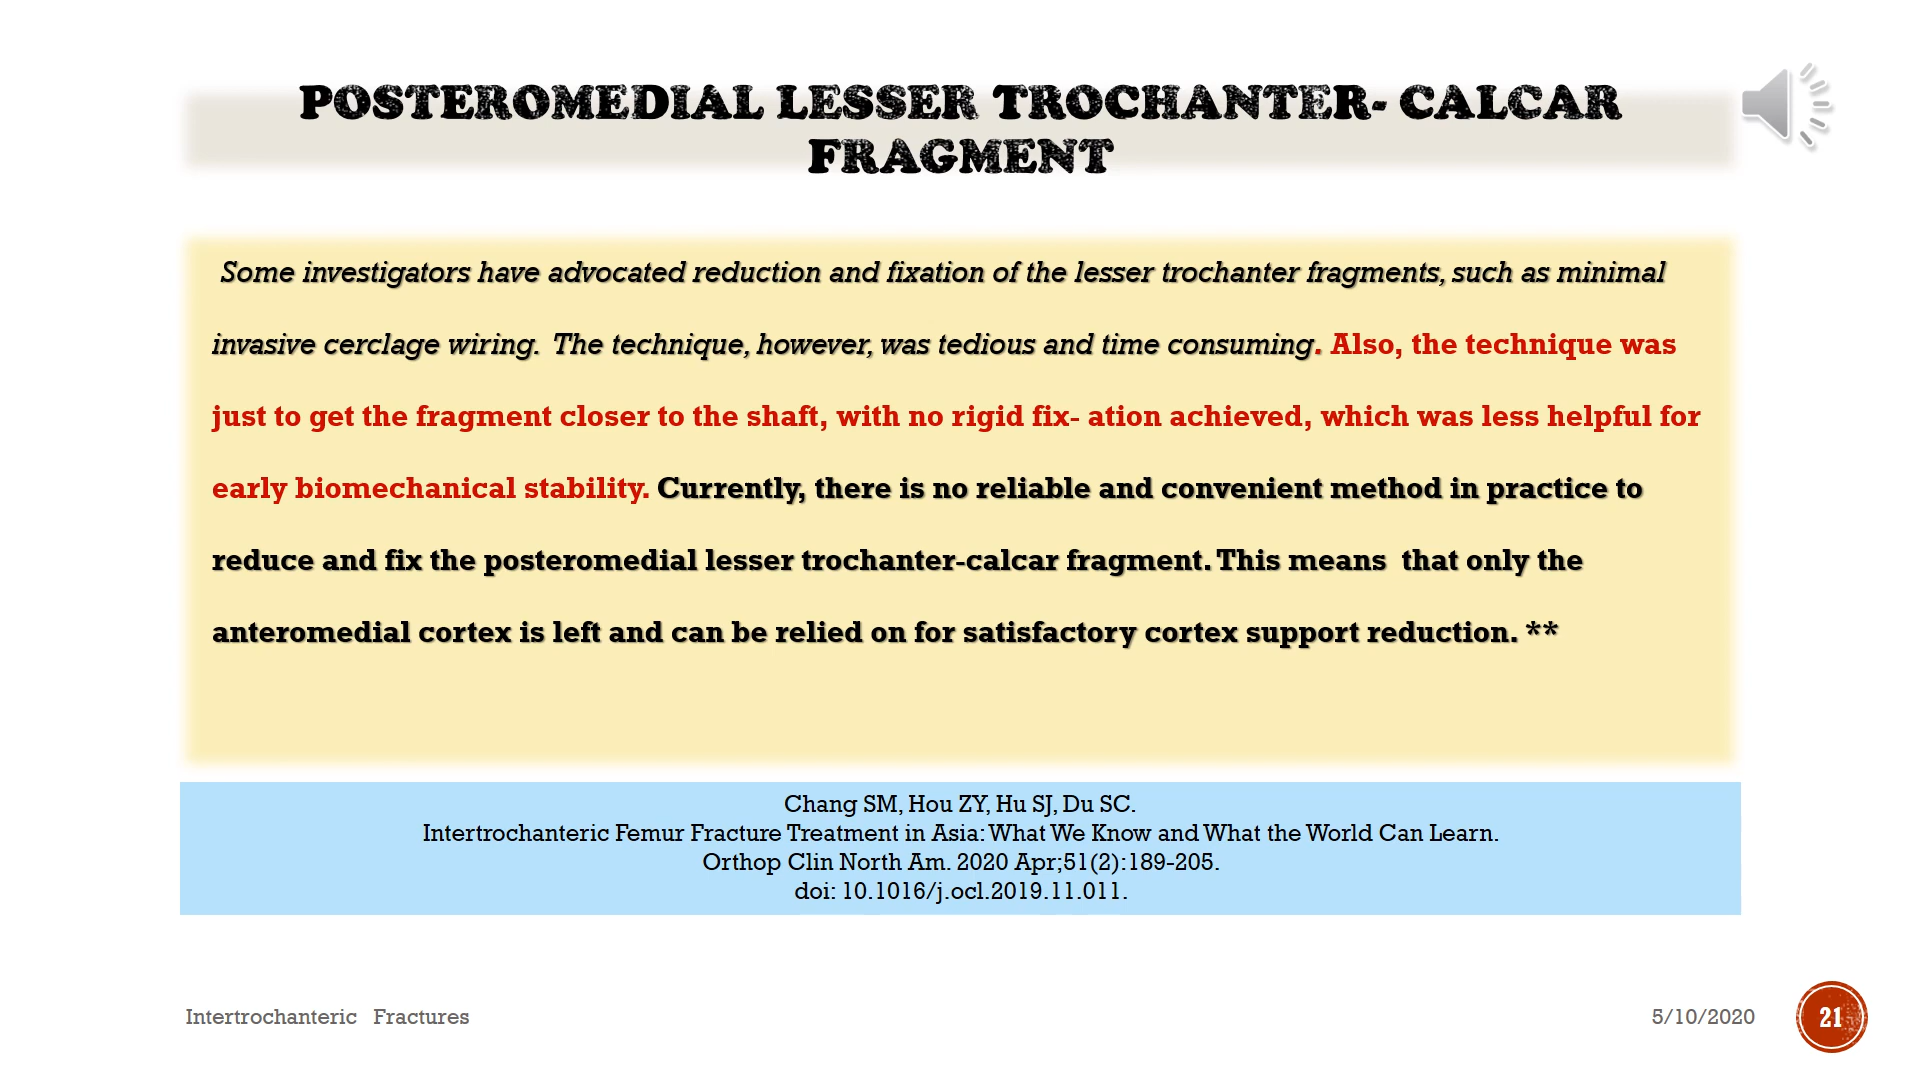 POSTEROMEDIAL LESSER TROCHANTER- CALCAR
FRAGMENT
Some investigators have advocated reduction and fixation of the lesser trochanter fragments, such as minimal
invasive cerclage wiring. The technique, however, was tedious and time consuming. Also, the technique was
just to get the fragment closer to the shaft, with no rigid fix- ation achieved, which was less helpful for
early biomechanical stability. Currently, there is no reliable and convenient method in practice to
reduce and fix the posteromedial lesser trochanter-calcar fragment. This means that only the
anteromedial cortex is left and can be relied on for satisfactory cortex support reduction. **
Chang SM, Hou ZY, Hu SJ, Du SC.
Intertrochanteric Femur Fracture Treatment in Asia: What We Know and What the World Can Learn.
Orthop Clin North Am. 2020 Apr;51(2):189-205.
doi: 10.1016/j.ocl.2019.11.011.
Intertrochanteric Fractures
5/10/2020
21